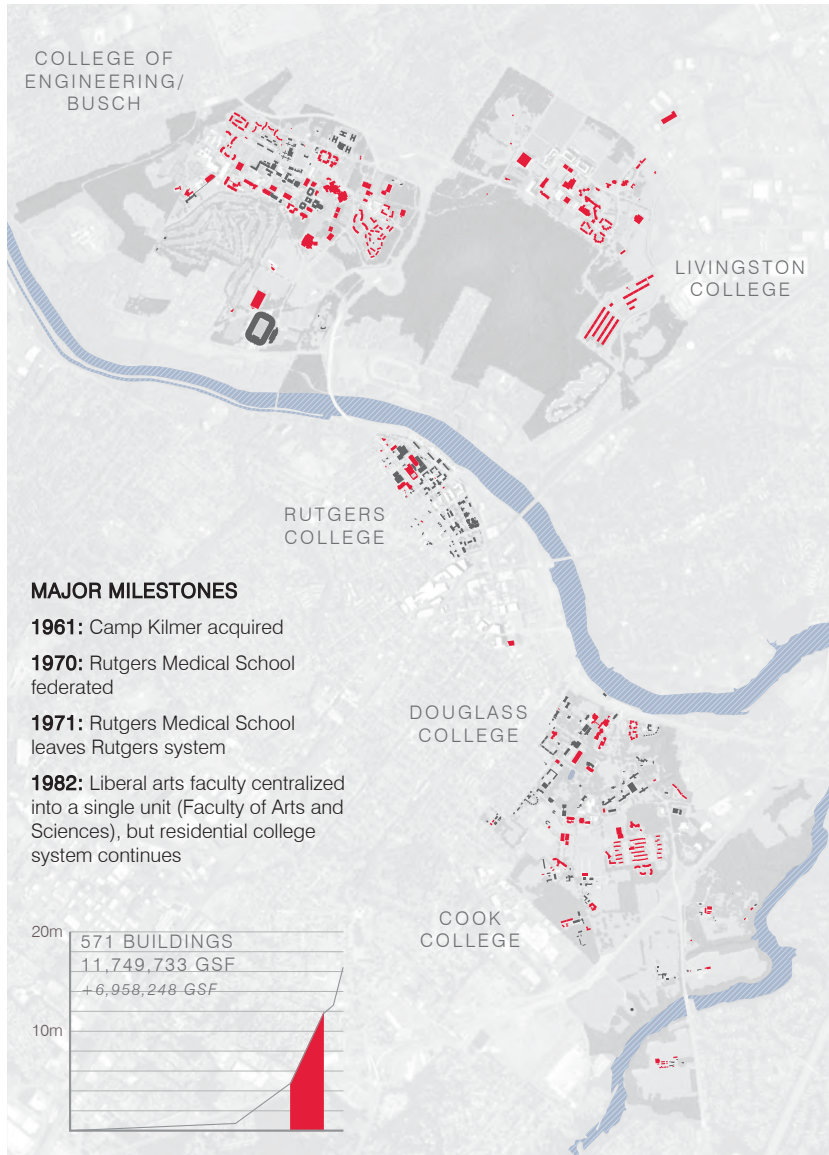 COLLEGE OF
ENGINEERING/
BUSCH
LIVINGSTON
COLLEGE
RUTGERS
COLLEGE
MAJOR MILESTONES
1961: Camp Kilmer acquired
1970: Rutgers Medical School
federated
1971: Rutgers Medical School
leaves Rutgers system
1982: Liberal arts faculty centralized
into a single unit (Faculty of Arts and
Sciences), but residential college
system continues
DOUGLASS
COLLEGE
COOK
COLLEGE
20m
571 BUILDINGS
11,749,733 GSF
+6,958,248 GSF
10m